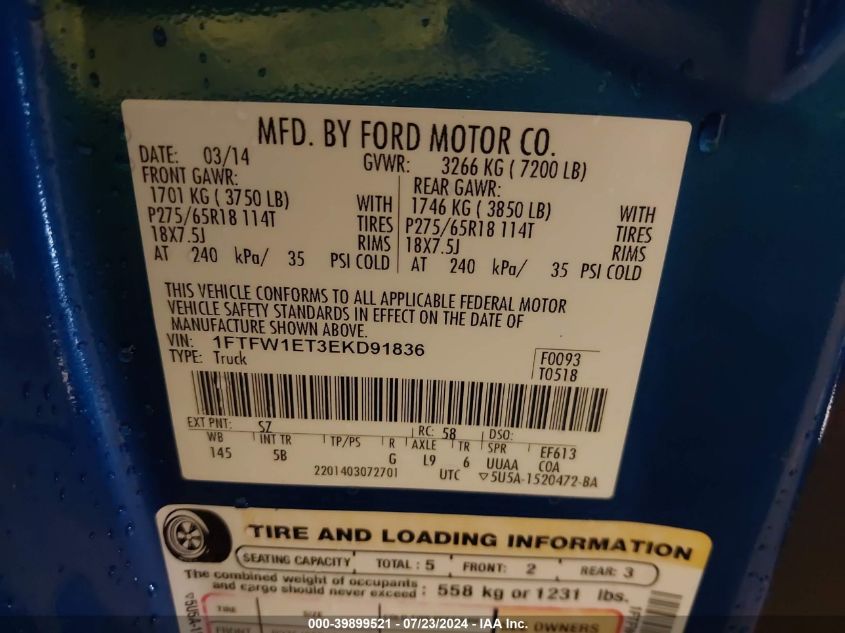 MFD. BY FORD MOTOR CO.
DATE: 03/14 GVWR: 3266 KG ( 7200 LB)
FRONT GAWR: REAR GAWR:
1701 KG ( 3750 LB) WITH 1746 KG ( 3850 LB) WITH
P275/65R18 114T TIRES P275/65R18 114T TIRES
18X7.5J RIMS 18X7.5J RIMS
AT 240 kPa/ 35 PSI COLD AT 240 kPa/ 35 PSI COLD
THIS VEHICLE CONFORMS TO ALL APPLICABLE FEDERAL MOTOR
VEHICLE SAFETY STANDARDS IN EFFECT ON THE DATE OF
MANUFACTURE SHOWN ABOVE.
VIN: 1FTFW1ET3EKD91836
TYPE: Truck
F0093
T0518
EXT PNT: SZ RC: 58 DSO:
WB INT TR TP/PS R AXLE TR SPR EF613
145 5B G L9 6 UUAA COA
2201403072701 UTC ▽5U5A-1520472-BA
TIRE AND LOADING INFORMATION
SEATING CAPACITY TOTAL : 5 FRONT: 2 REAR: 3
The combined weight of occupants
and cargo should never exceed : 558 kg or 1231 lbs.
TIRE SIZE OWNERS
FRONT
000-39899521 - 07/23/2024 - IAA Inc.